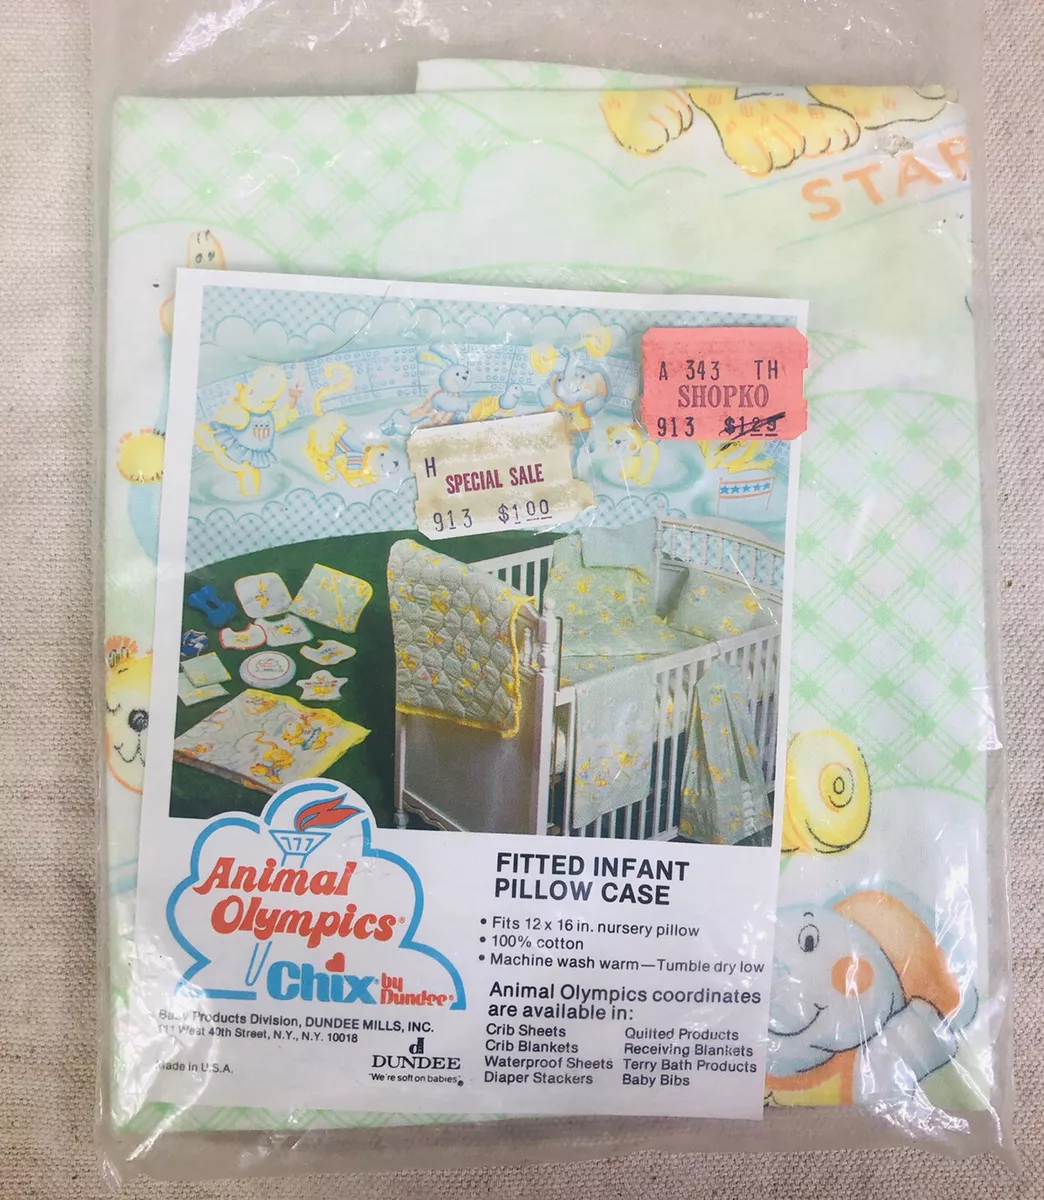 STAR
A 343 TH
SHOPKO
913 $1.29
H
SPECIAL SALE
913 $1.00
Animal
Olympics®
Chix® by
Dundee®
Baby Products Division, DUNDEE MILLS, INC.
111 West 40th Street, N.Y., N.Y. 10018
Made in U.S.A.
d
DUNDEE
"We're soft on babies"®
FITTED INFANT
PILLOW CASE
• Fits 12 x 16 in. nursery pillow
• 100% cotton
• Machine wash warm—Tumble dry low
Animal Olympics coordinates
are available in:
Crib Sheets
Crib Blankets
Waterproof Sheets
Diaper Stackers
Quilted Products
Receiving Blankets
Terry Bath Products
Baby Bibs